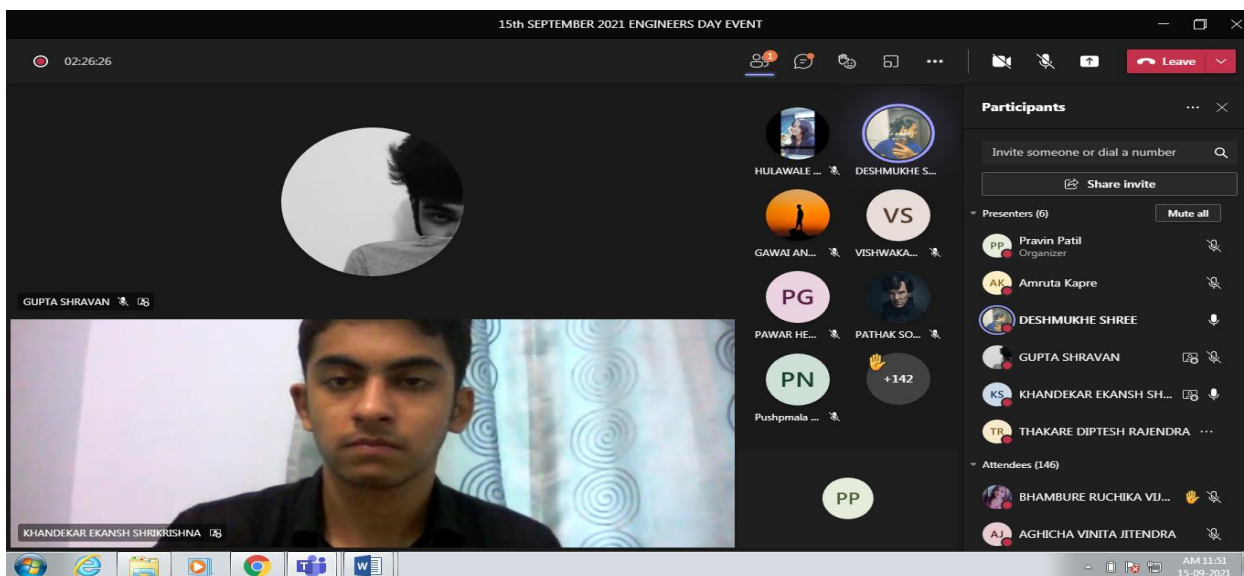 15th SEPTEMBER 2021 ENGINEERS DAY EVENT
02:26:26
1
Leave
GUPTA SHRAVAN
KHANDEKAR EKANSH SHRIKRISHNA
HULAWALE ...
DESHMUKHE S...
GAWAI AN...
VS
VISHWAKA...
PG
PAWAR HE...
PATHAK SO...
PN
Pushpmala ...
+142
PP
Participants
Invite someone or dial a number
Share invite
Presenters (6)
Mute all
PP
Pravin Patil
Organizer
AK
Amruta Kapre
DESHMUKHE SHREE
GUPTA SHRAVAN
KS
KHANDEKAR EKANSH SH...
TR
THAKARE DIPTESH RAJENDRA
Attendees (146)
BHAMBURE RUCHIKA VIJ...
AJ
AGHICHA VINITA JITENDRA
AM 11:51
15-09-2021